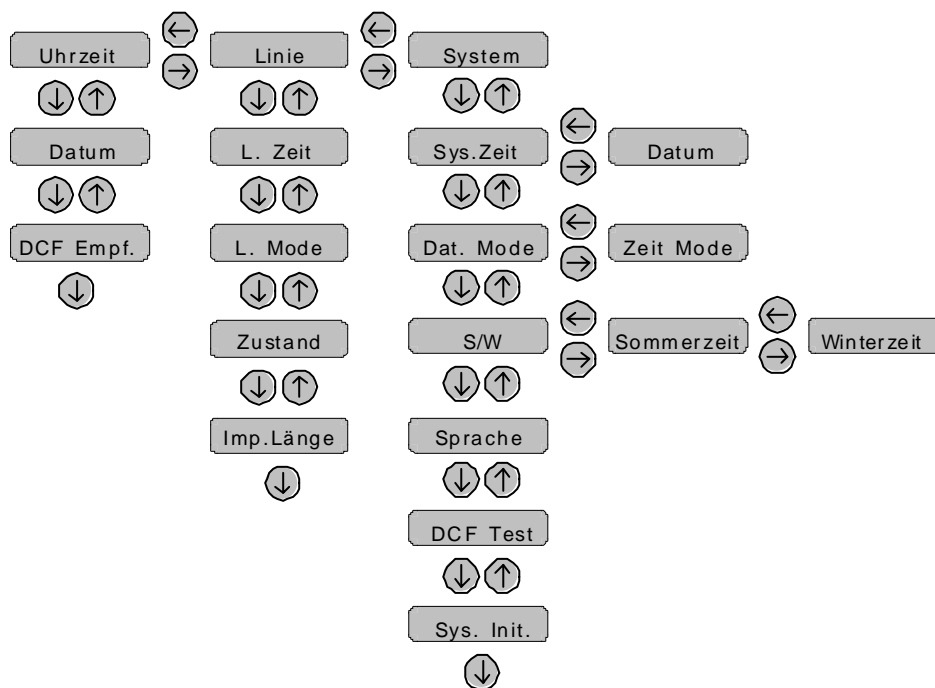 Uhrzeit
Linie
System
Datum
L. Zeit
Sys.Zeit
Datum
DCF Empf.
L. Mode
Dat. Mode
Zeit Mode
Zustand
S/W
Sommerzeit
Winterzeit
Imp.Länge
Sprache
DCF Test
Sys. Init.